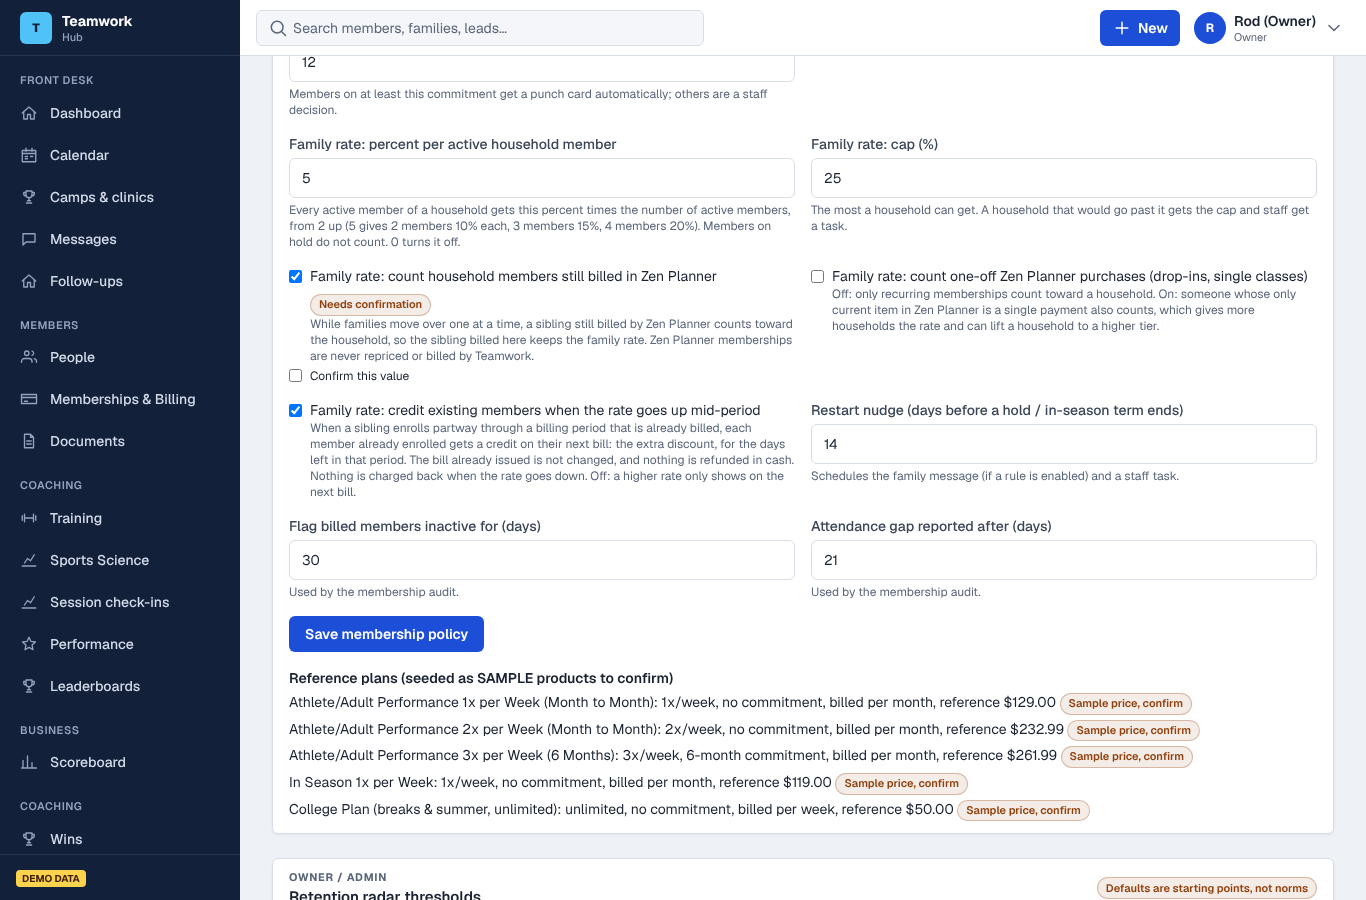 T
Teamwork
Hub
Search members, families, leads...
New
R
Rod (Owner)
Owner
FRONT DESK
Dashboard
Calendar
Camps & clinics
Messages
Follow-ups
MEMBERS
People
Memberships & Billing
Documents
COACHING
Training
Sports Science
Session check-ins
Performance
Leaderboards
BUSINESS
Scoreboard
COACHING
Wins
DEMO DATA
12
Members on at least this commitment get a punch card automatically; others are a staff
decision.
Family rate: percent per active household member
5
Every active member of a household gets this percent times the number of active members,
from 2 up (5 gives 2 members 10% each, 3 members 15%, 4 members 20%). Members on
hold do not count. 0 turns it off.
Family rate: cap (%)
25
The most a household can get. A household that would go past it gets the cap and staff get
a task.
Family rate: count household members still billed in Zen Planner
Needs confirmation
While families move over one at a time, a sibling still billed by Zen Planner counts toward
the household, so the sibling billed here keeps the family rate. Zen Planner memberships
are never repriced or billed by Teamwork.
Confirm this value
Family rate: count one-off Zen Planner purchases (drop-ins, single classes)
Off: only recurring memberships count toward a household. On: someone whose only
current item in Zen Planner is a single payment also counts, which gives more
households the rate and can lift a household to a higher tier.
Family rate: credit existing members when the rate goes up mid-period
When a sibling enrolls partway through a billing period that is already billed, each
member already enrolled gets a credit on their next bill: the extra discount, for the days
left in that period. The bill already issued is not changed, and nothing is refunded in cash.
Nothing is charged back when the rate goes down. Off: a higher rate only shows on the
next bill.
Restart nudge (days before a hold / in-season term ends)
14
Schedules the family message (if a rule is enabled) and a staff task.
Flag billed members inactive for (days)
30
Used by the membership audit.
Attendance gap reported after (days)
21
Used by the membership audit.
Save membership policy
Reference plans (seeded as SAMPLE products to confirm)
Athlete/Adult Performance 1x per Week (Month to Month): 1x/week, no commitment, billed per month, reference $129.00 Sample price, confirm
Athlete/Adult Performance 2x per Week (Month to Month): 2x/week, no commitment, billed per month, reference $232.99 Sample price, confirm
Athlete/Adult Performance 3x per Week (6 Months): 3x/week, 6-month commitment, billed per month, reference $261.99 Sample price, confirm
In Season 1x per Week: 1x/week, no commitment, billed per month, reference $119.00 Sample price, confirm
College Plan (breaks & summer, unlimited): unlimited, no commitment, billed per week, reference $50.00 Sample price, confirm
OWNER / ADMIN
Retention radar thresholds
Defaults are starting points, not norms